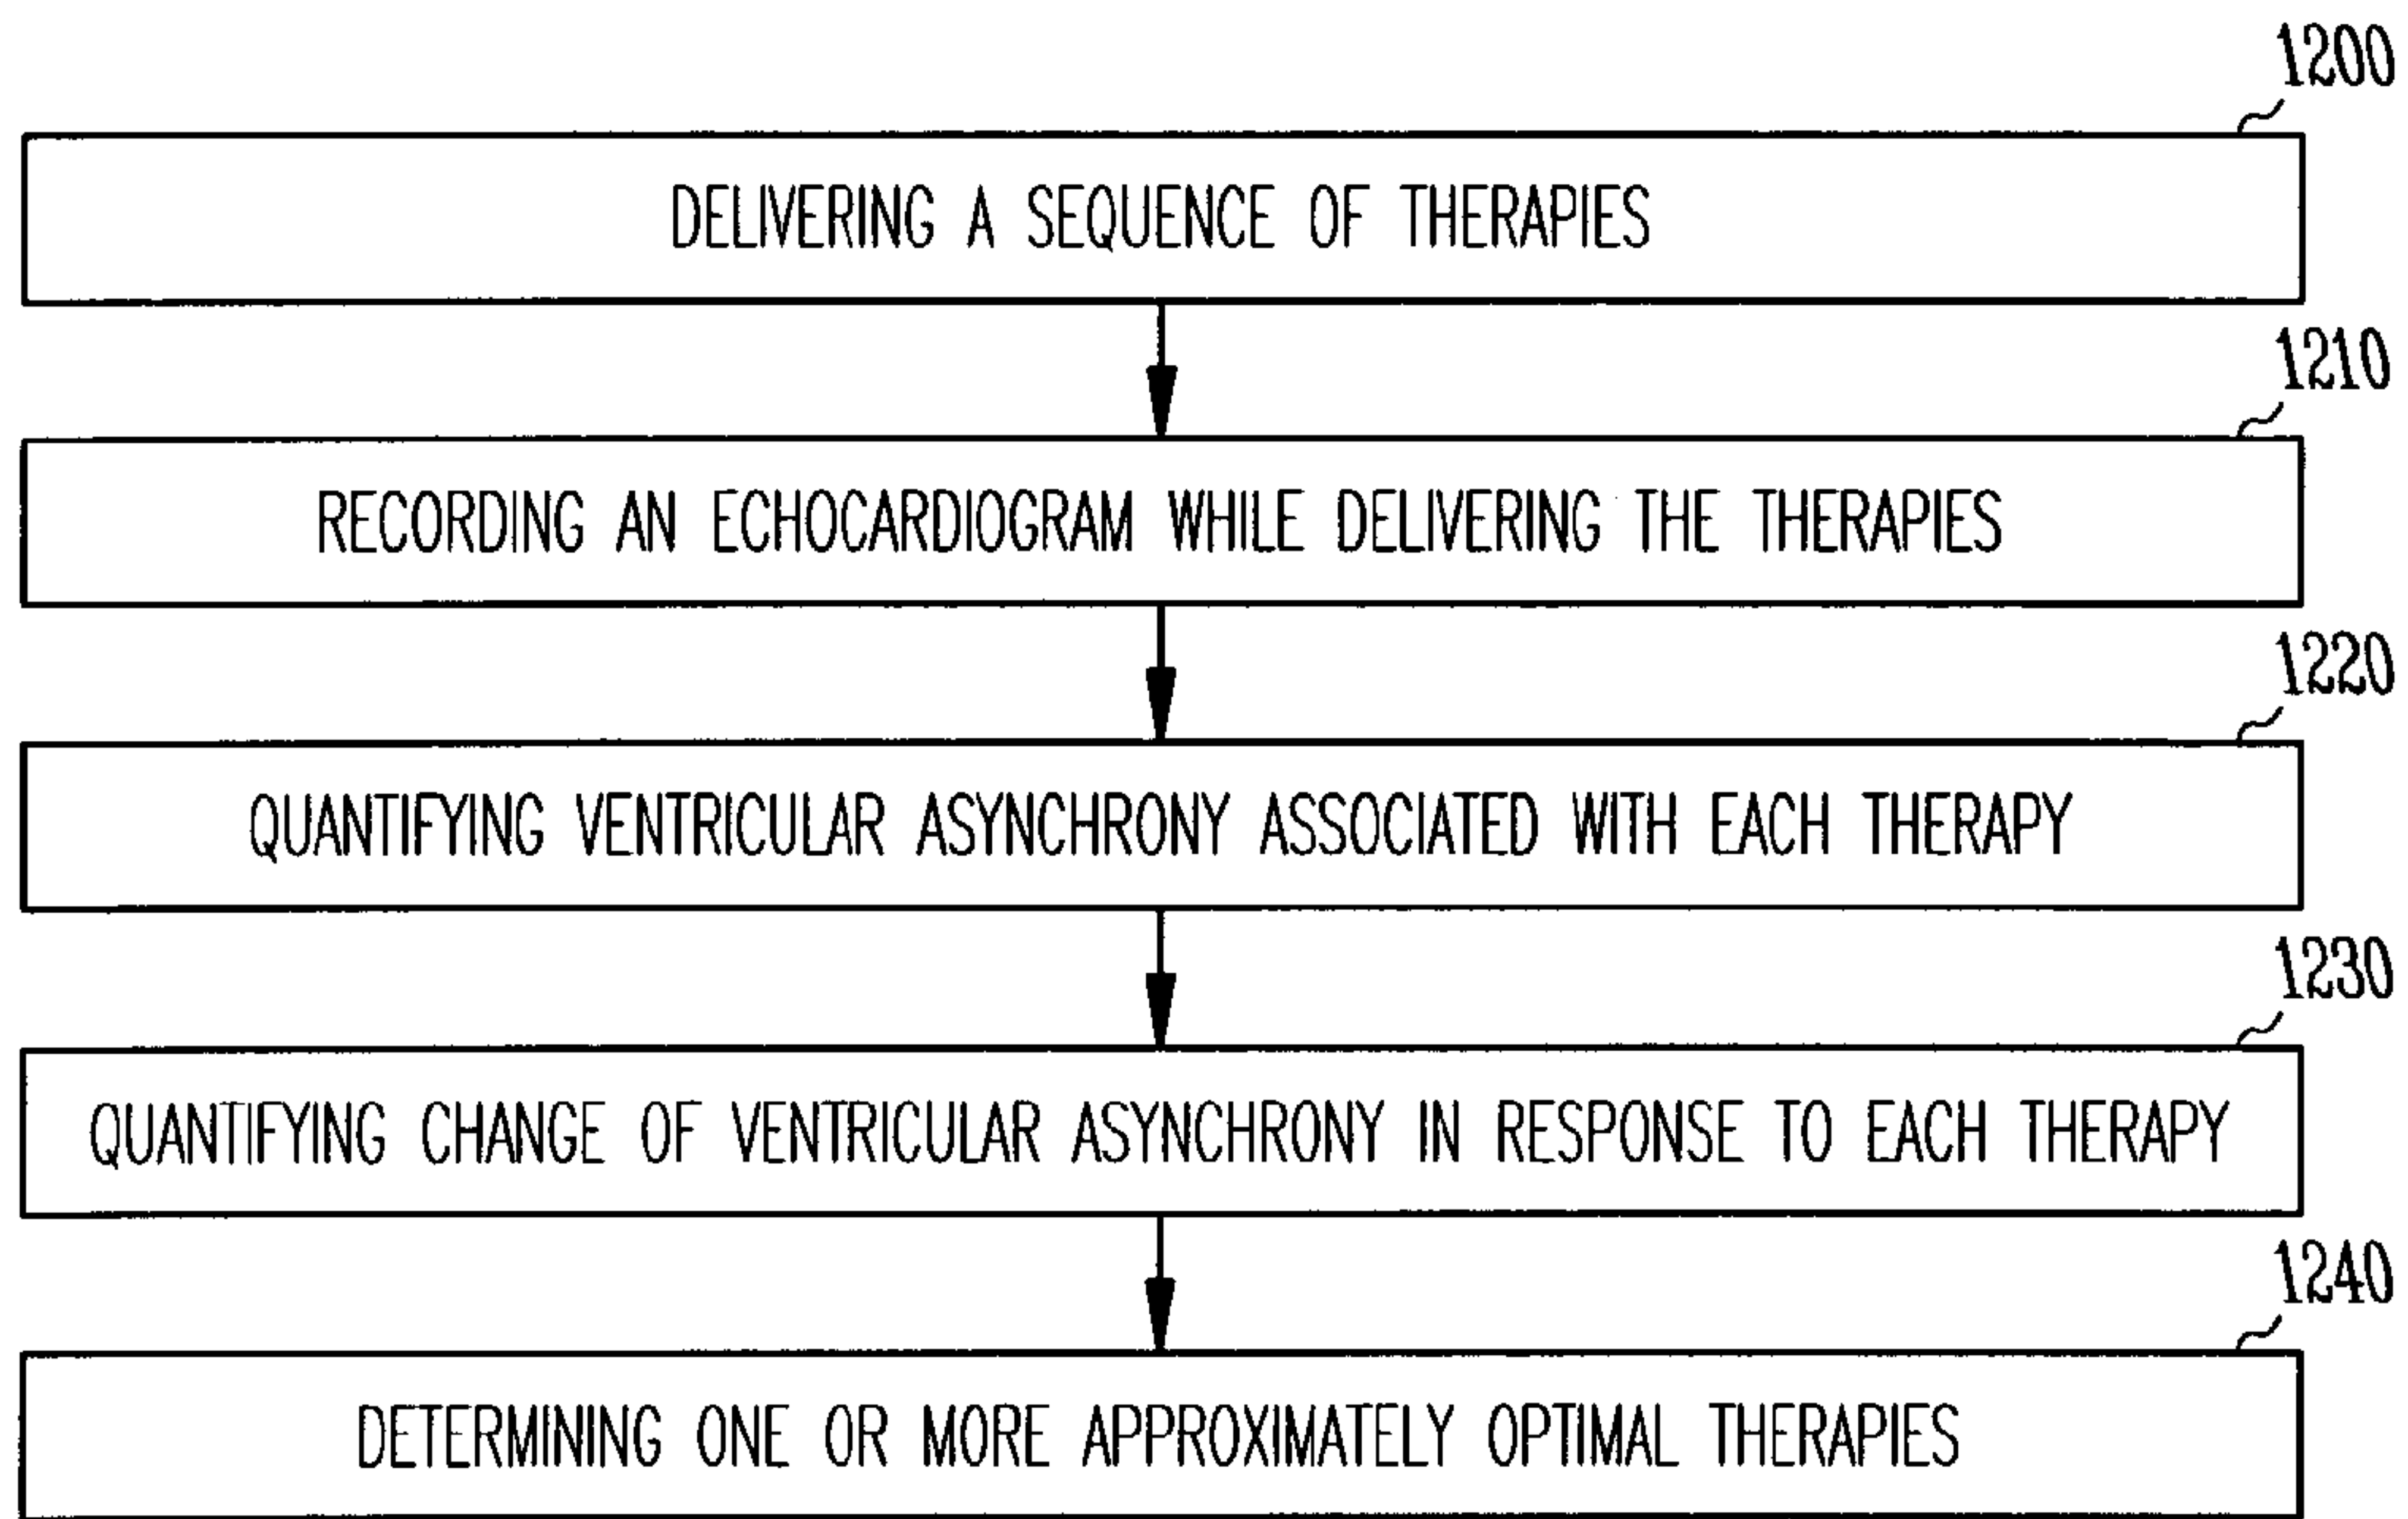 1200
DELIVERING A SEQUENCE OF THERAPIES
1210
RECORDING AN ECHOCARDIOGRAM WHILE DELIVERING THE THERAPIES
1220
QUANTIFYING VENTRICULAR ASYNCHRONY ASSOCIATED WITH EACH THERAPY
1230
QUANTIFYING CHANGE OF VENTRICULAR ASYNCHRONY IN RESPONSE TO EACH THERAPY
1240
DETERMINING ONE OR MORE APPROXIMATELY OPTIMAL THERAPIES